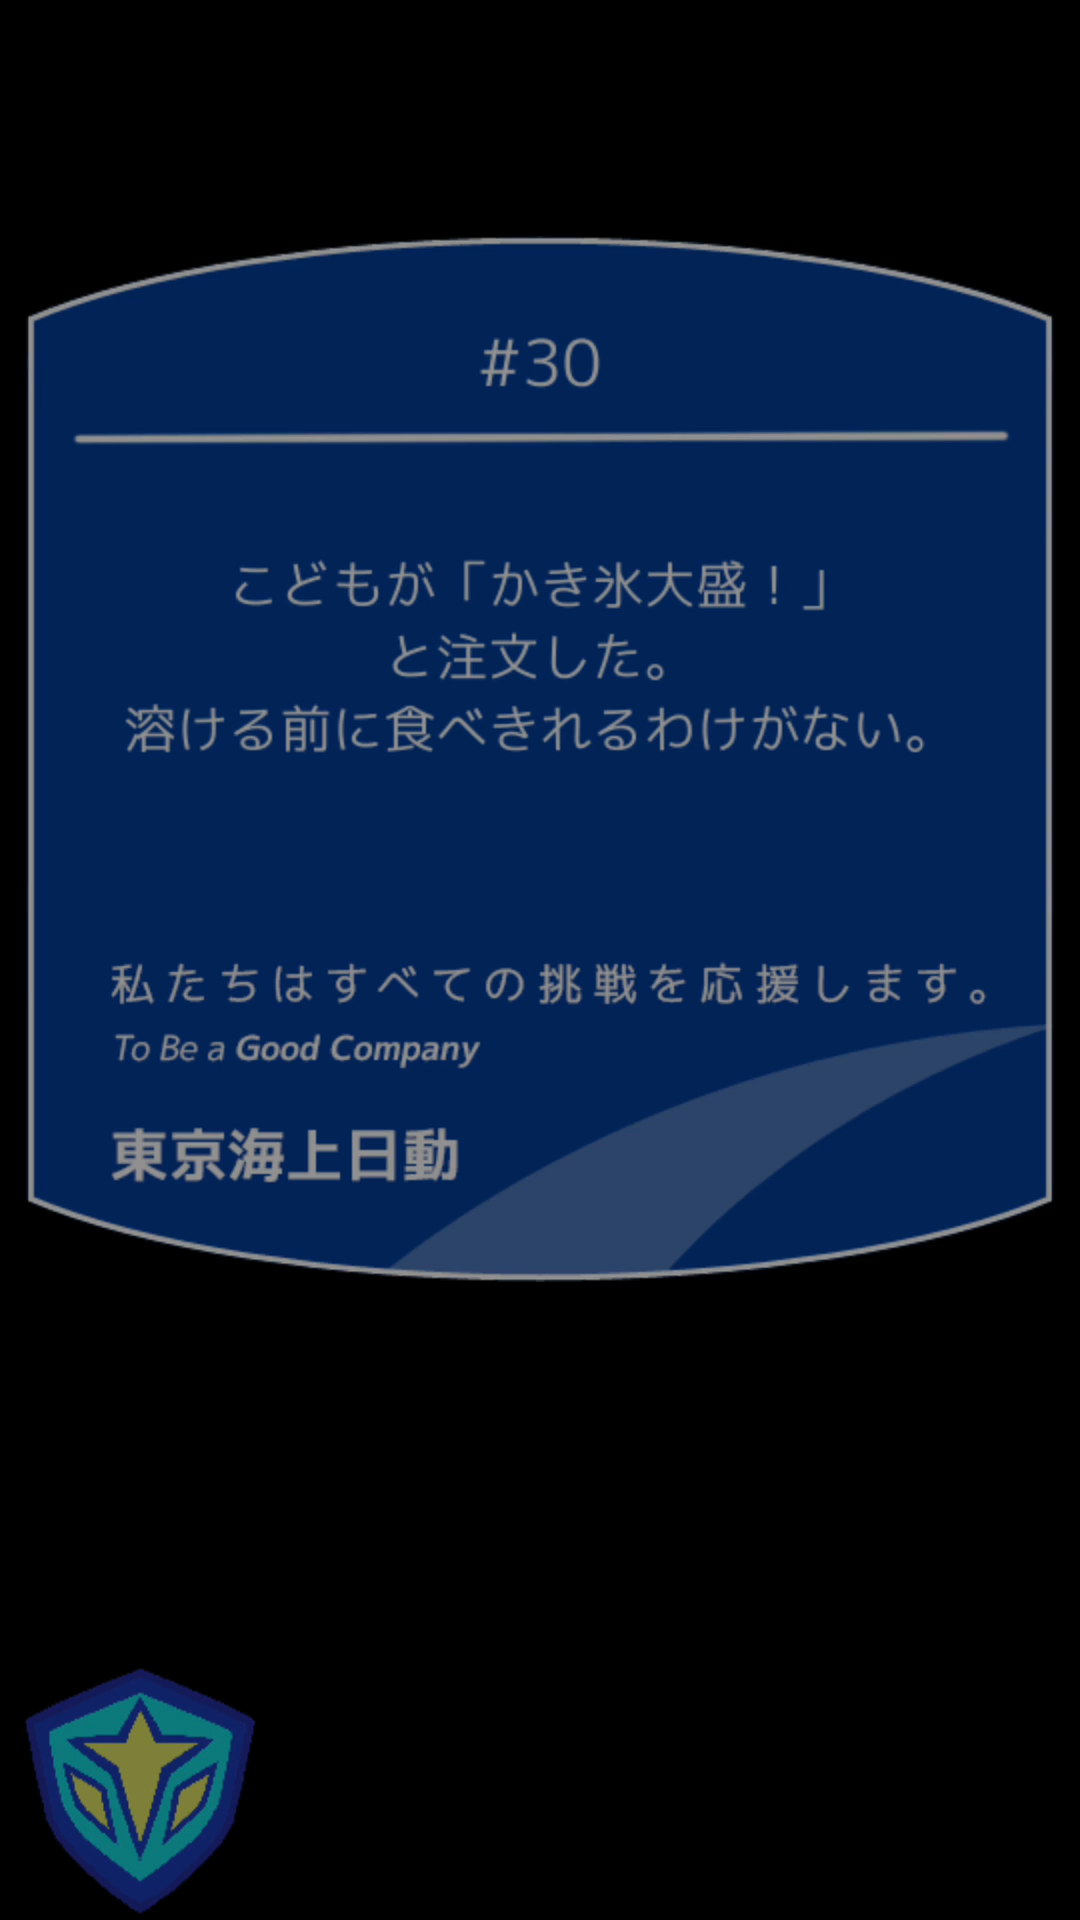 #30
こどもが「かき氷大盛！」
と注文した。
溶ける前に食べきれるわけがない。
私たちはすべての挑戦を応援します。
To Be a Good Company
東京海上日動